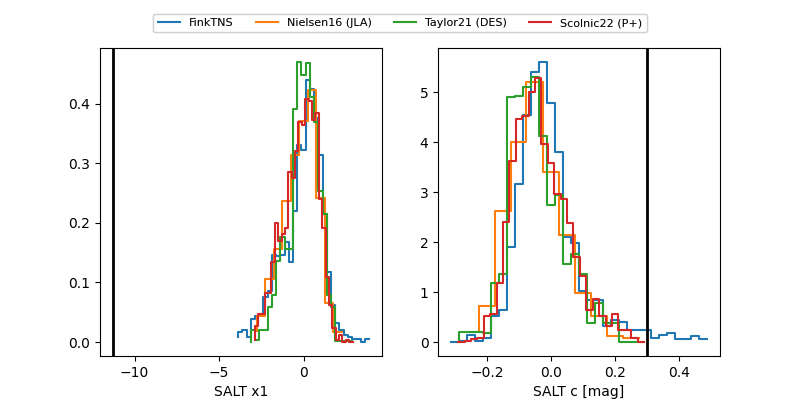 FinkTNS Nielsen16 (JLA) Taylor21 (DES) Scolnic22 (P+)
0.4
0.3
0.2
0.1
0.0
−10 −5 0
SALT x1
5
4
3
2
1
0
−0.2 0.0 0.2 0.4
SALT c [mag]